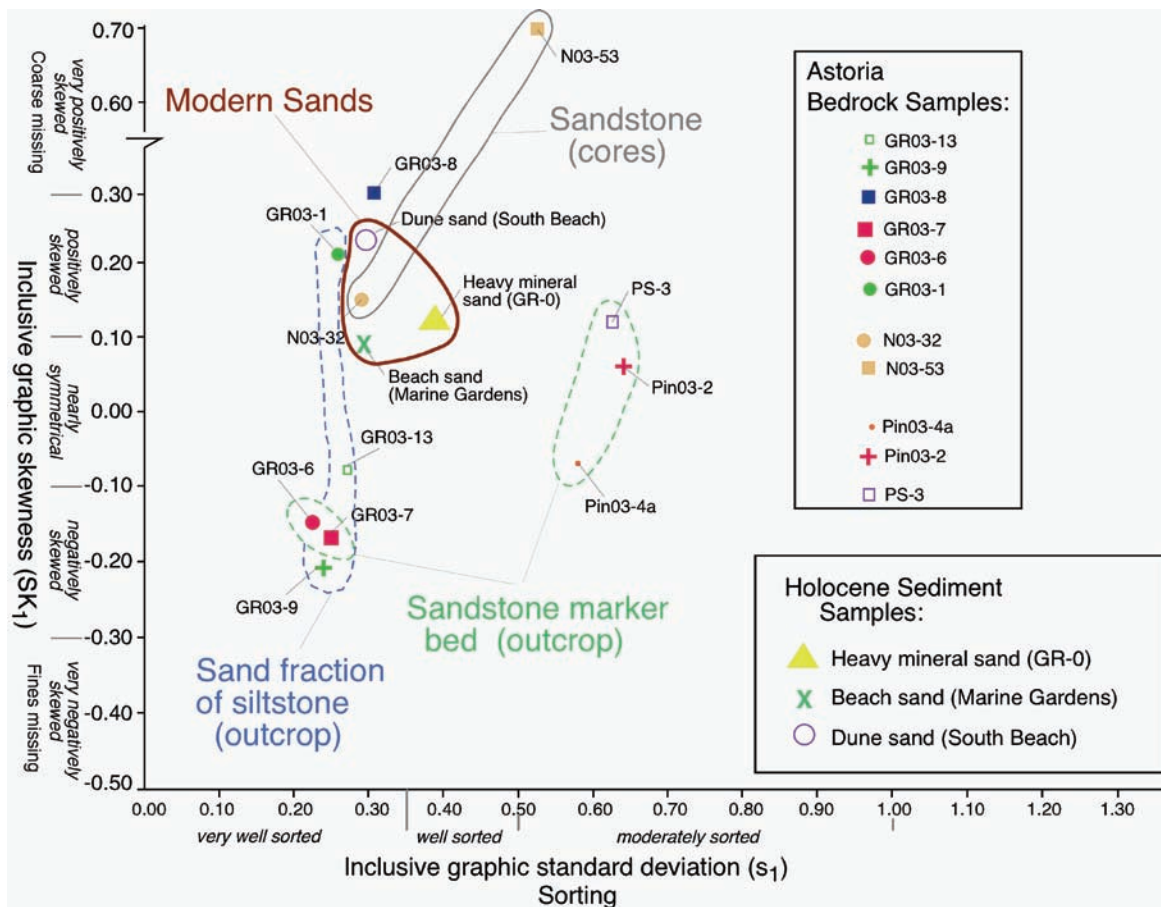 0.70
0.60
0.30
0.20
0.10
0.00
-0.10
-0.20
-0.30
-0.40
-0.50
Coarse missing
very positively
skewed
positively
skewed
nearly
symmetrical
negatively
skewed
very negatively
skewed
Fines missing
Inclusive graphic skewness (SK1)
N03-53
Modern Sands
Sandstone
(cores)
GR03-8
GR03-1
Dune sand (South Beach)
Heavy mineral
sand (GR-0)
N03-32
Beach sand
(Marine Gardens)
PS-3
Pin03-2
GR03-13
GR03-6
GR03-7
Pin03-4a
GR03-9
Sandstone marker
bed (outcrop)
Sand fraction
of siltstone
(outcrop)
Astoria
Bedrock Samples:
GR03-13
GR03-9
GR03-8
GR03-7
GR03-6
GR03-1
N03-32
N03-53
Pin03-4a
Pin03-2
PS-3
Holocene Sediment
Samples:
Heavy mineral sand (GR-0)
X Beach sand (Marine Gardens)
Dune sand (South Beach)
0.00 0.10 0.20 0.30 0.40 0.50 0.60 0.70 0.80 0.90 1.00 1.10 1.20 1.30
very well sorted well sorted moderately sorted
Inclusive graphic standard deviation (s1)
Sorting